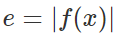 e = |f(x)|